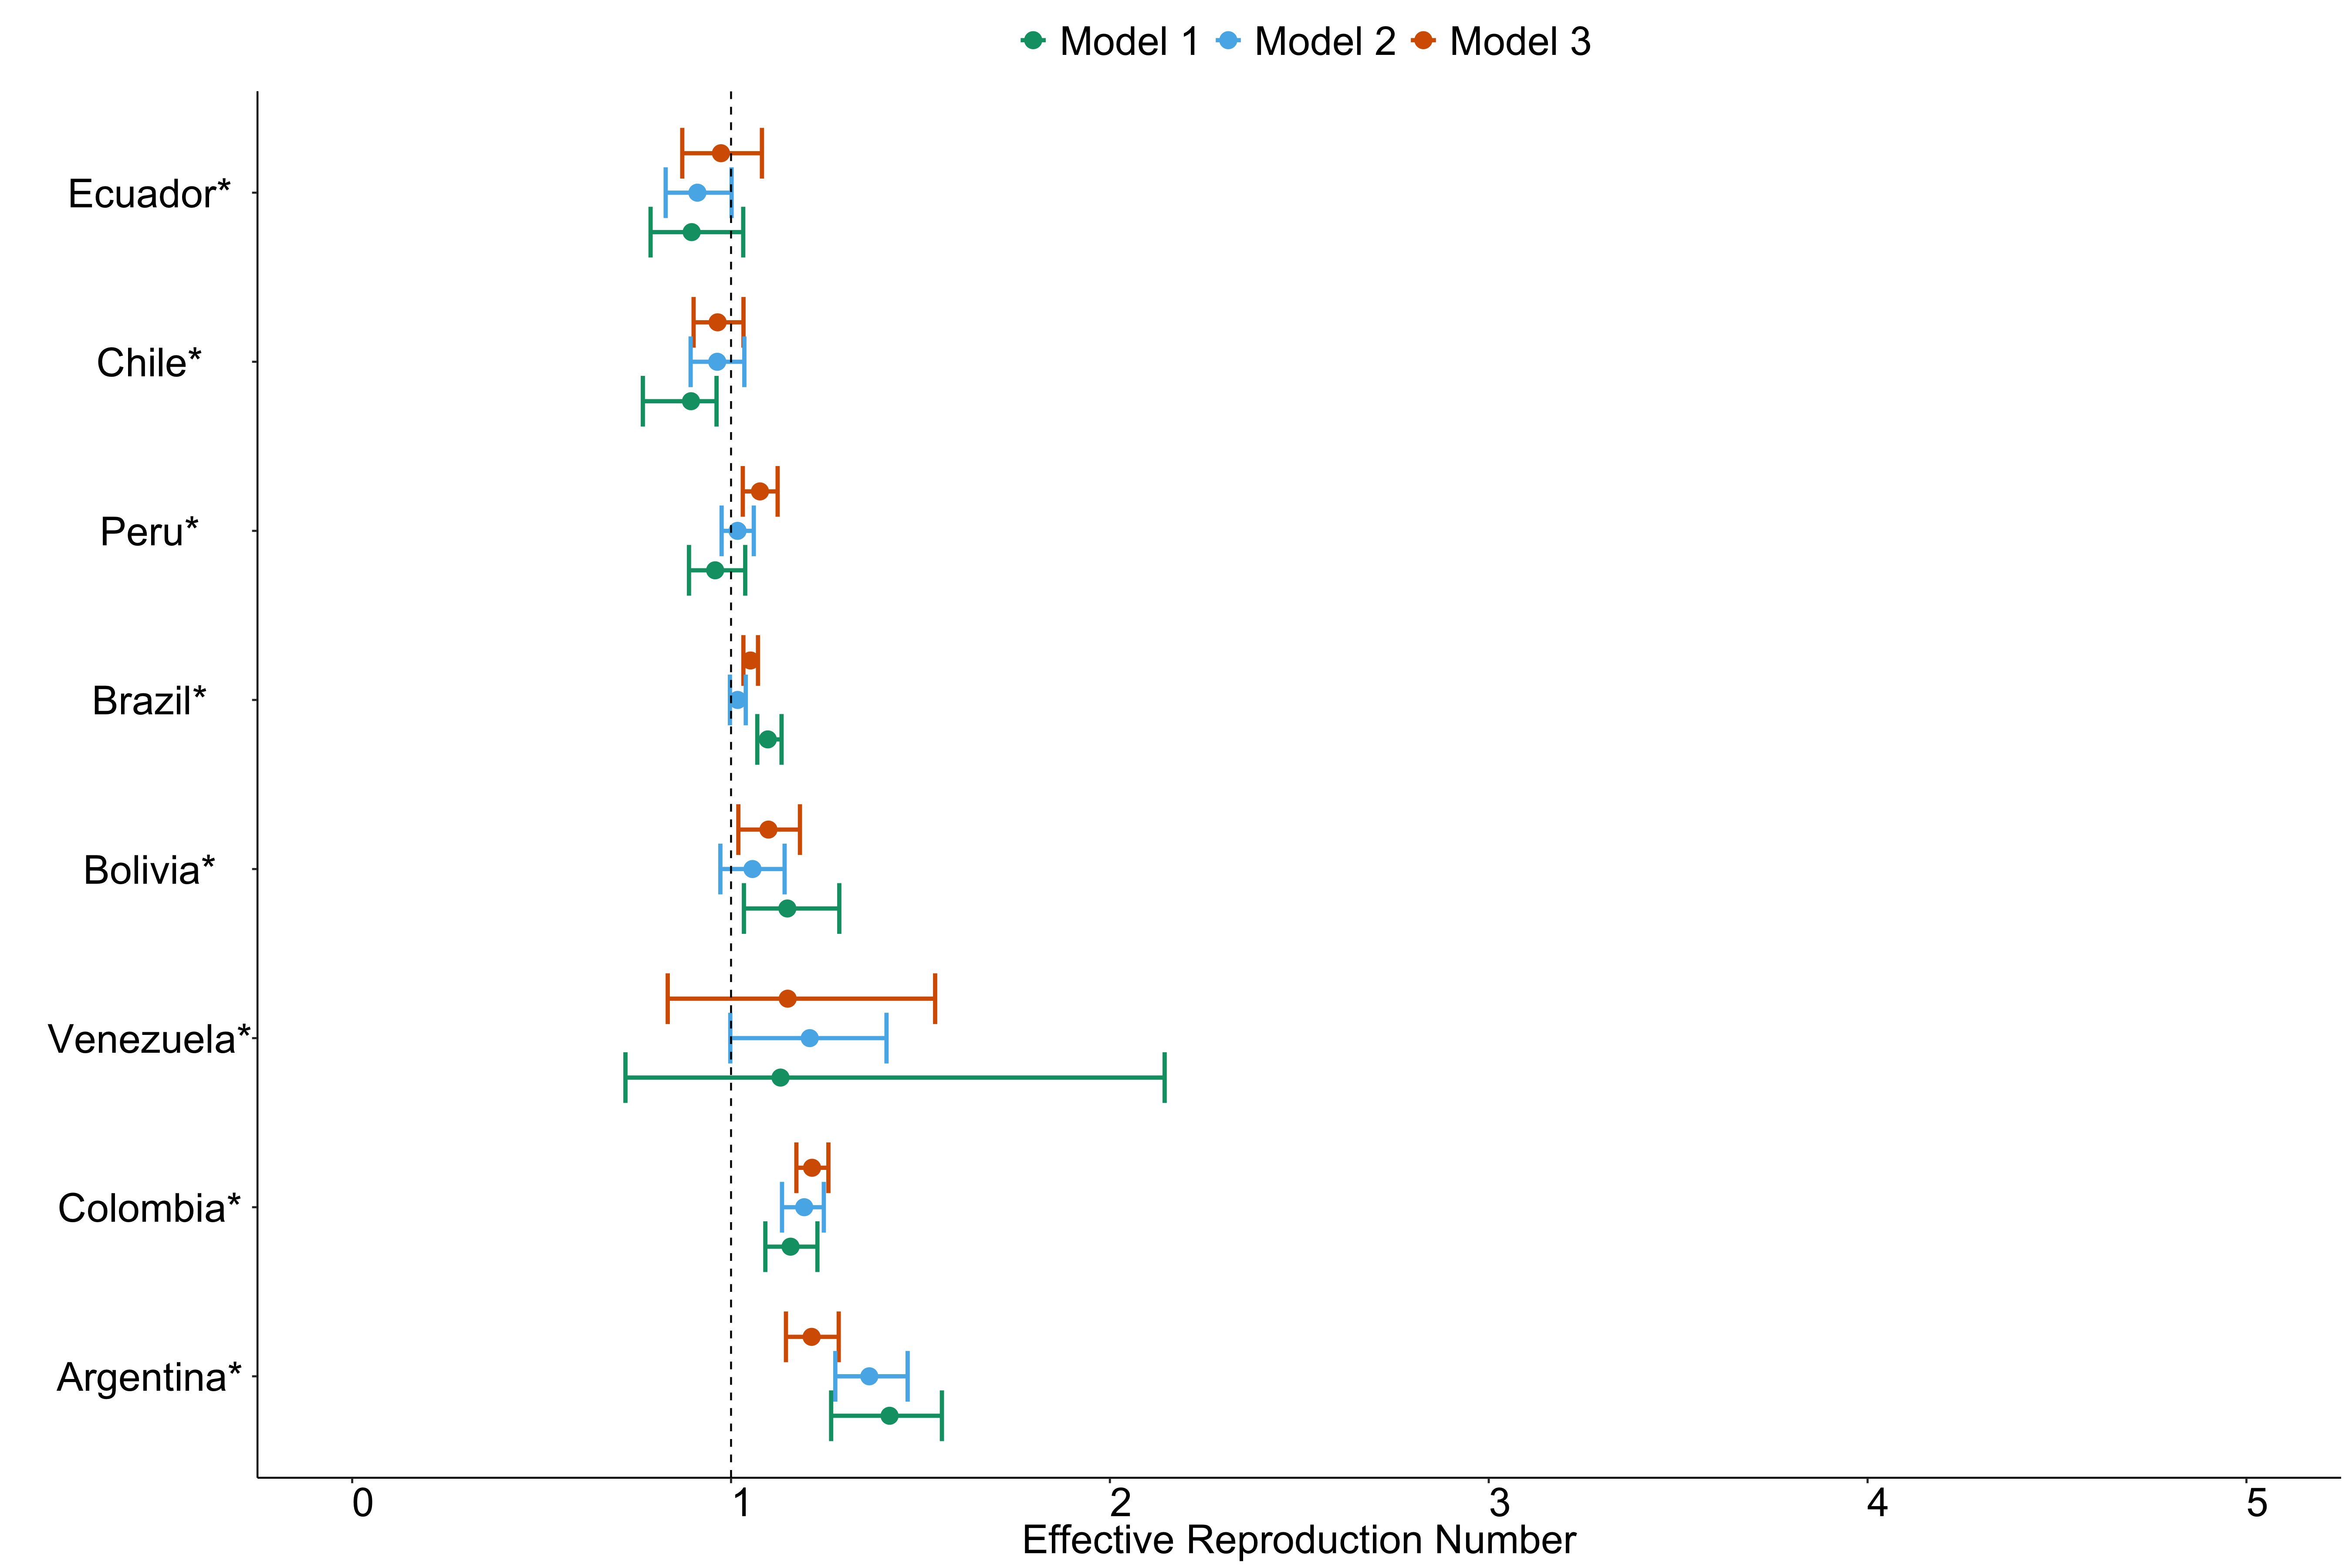 Model 1 Model 2 Model 3
Ecuador*
Chile*
Peru*
Brazil*
Bolivia*
Venezuela*
Colombia*
Argentina*
0 1 2 3 4 5
Effective Reproduction Number